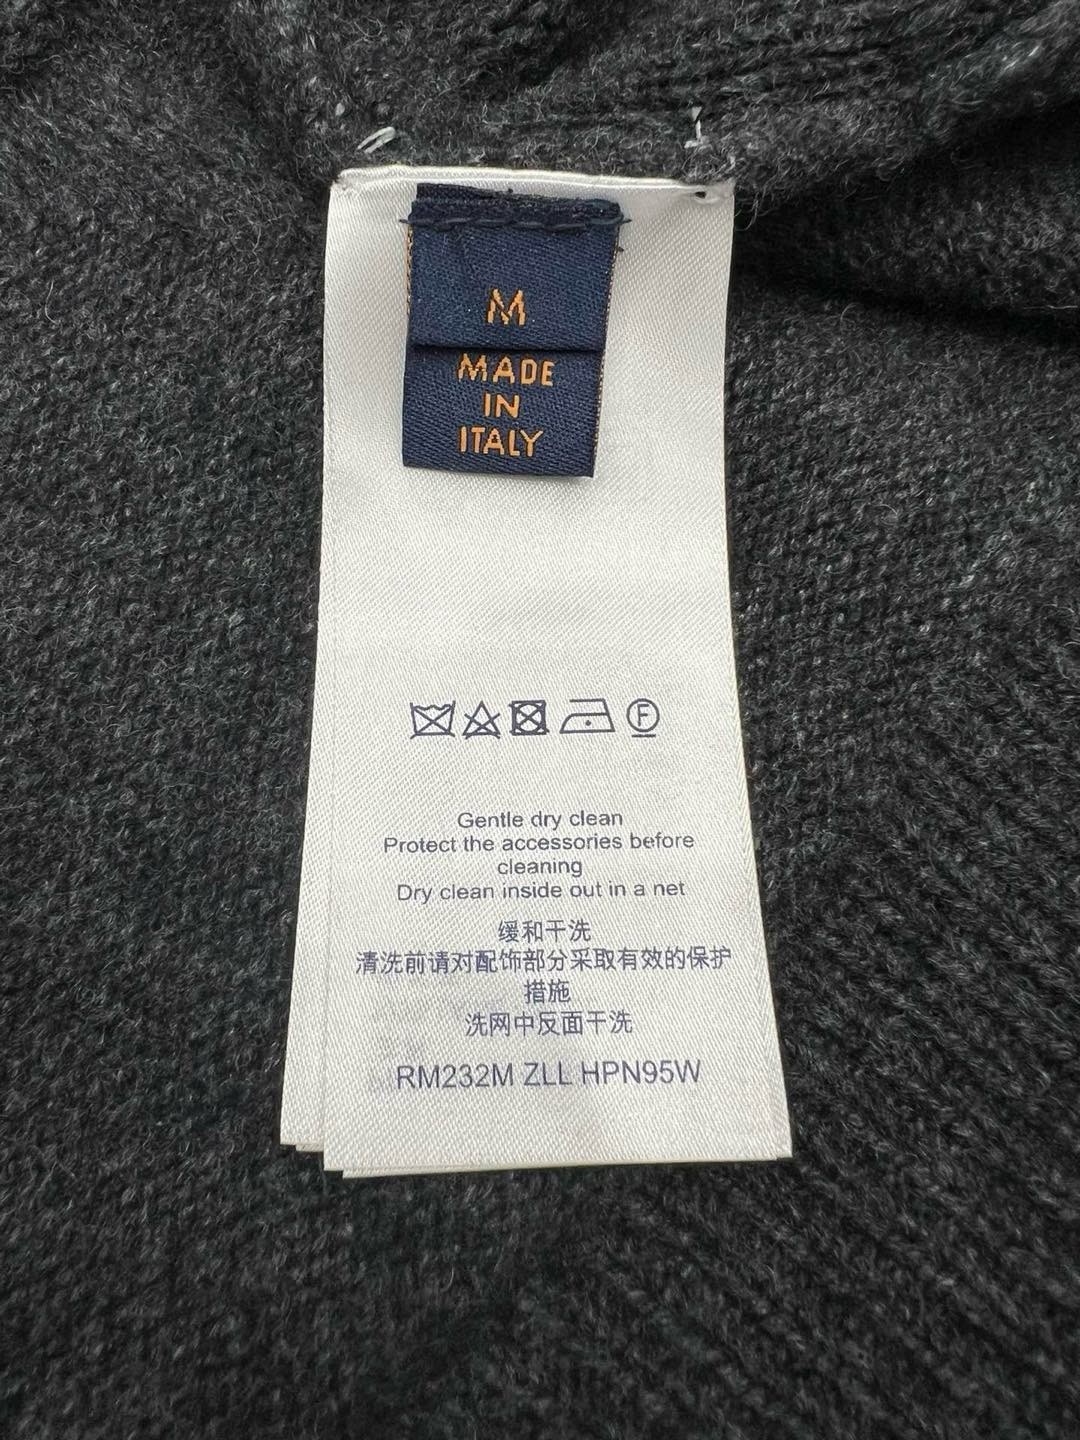 M
MADE
IN
ITALY
F
Gentle dry clean
Protect the accessories before
cleaning
Dry clean inside out in a net
缓和干洗
清洗前请对配饰部分采取有效的保护
措施
洗网中反面干洗
RM232M ZLL HPN95W